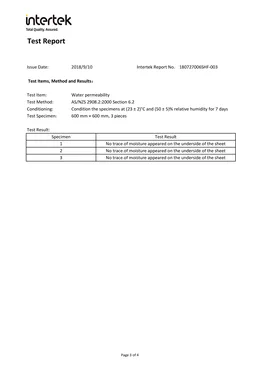 intertek
Total Quality. Assured.
Test Report
Issue Date: 2018/9/10 Intertek Report No. 180727006SHF-003
Test Items, Method and Results:
Test Item: Water permeability
Test Method: AS/NZS 2908.2:2000 Section 6.2
Conditioning: Condition the specimens at (23 ± 2)°C and (50 ± 5)% relative humidity for 7 days
Test Specimen: 600 mm × 600 mm, 3 pieces
Test Result:
Specimen Test Result
1 No trace of moisture appeared on the underside of the sheet
2 No trace of moisture appeared on the underside of the sheet
3 No trace of moisture appeared on the underside of the sheet
Page 3 of 4